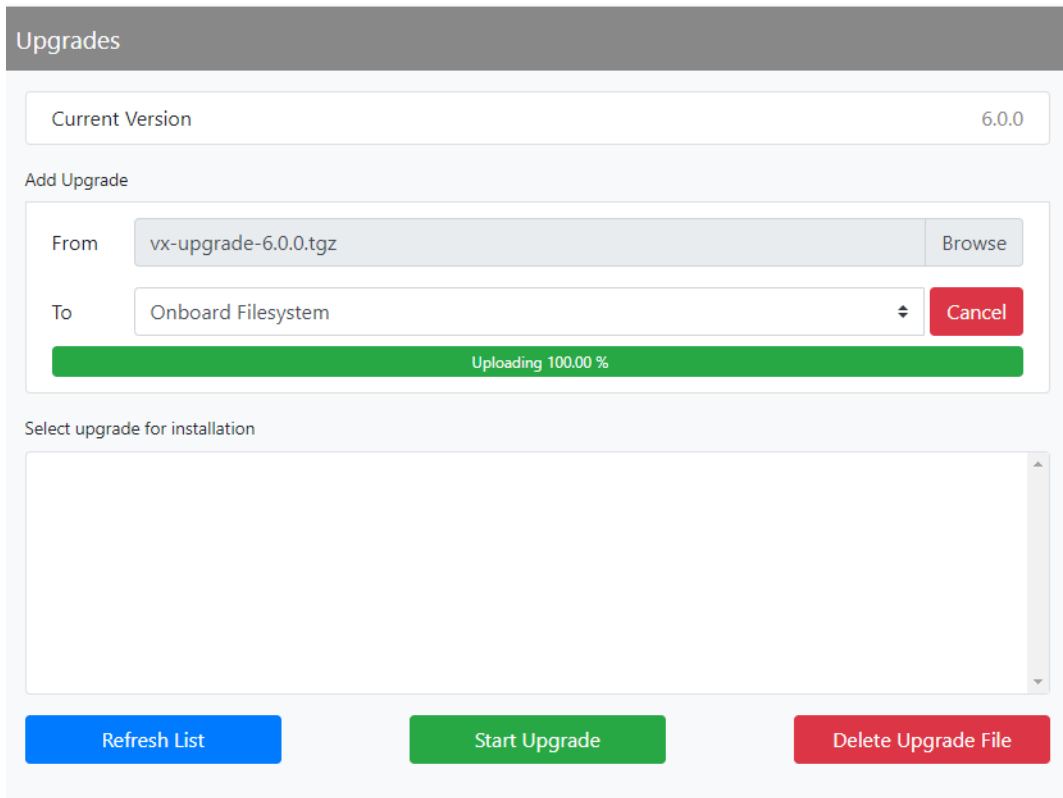 Upgrades
Current Version 6.0.0
Add Upgrade
From vx-upgrade-6.0.0.tgz Browse
To Onboard Filesystem Cancel
Uploading 100.00 %
Select upgrade for installation
Refresh List Start Upgrade Delete Upgrade File